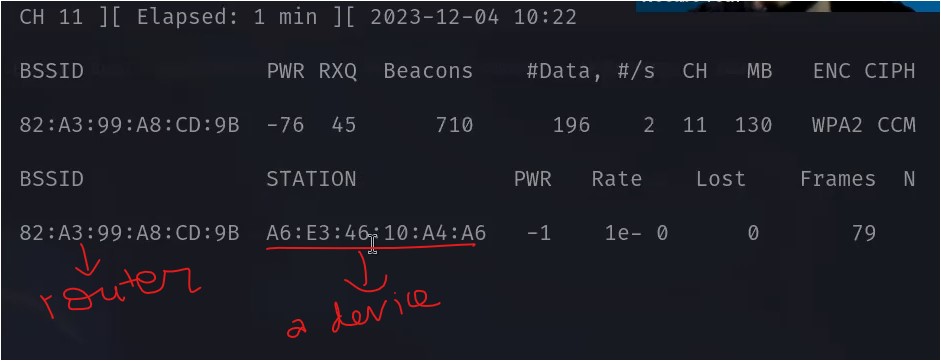 CH 11 ][ Elapsed: 1 min ][ 2023-12-04 10:22
BSSID PWR RXQ Beacons #Data, #/s CH MB ENC CIPH
82:A3:99:A8:CD:9B -76 45 710 196 2 11 130 WPA2 CCM
BSSID STATION PWR Rate Lost Frames N
82:A3:99:A8:CD:9B A6:E3:46:10:A4:A6 -1 1e- 0 0 79
router
a device